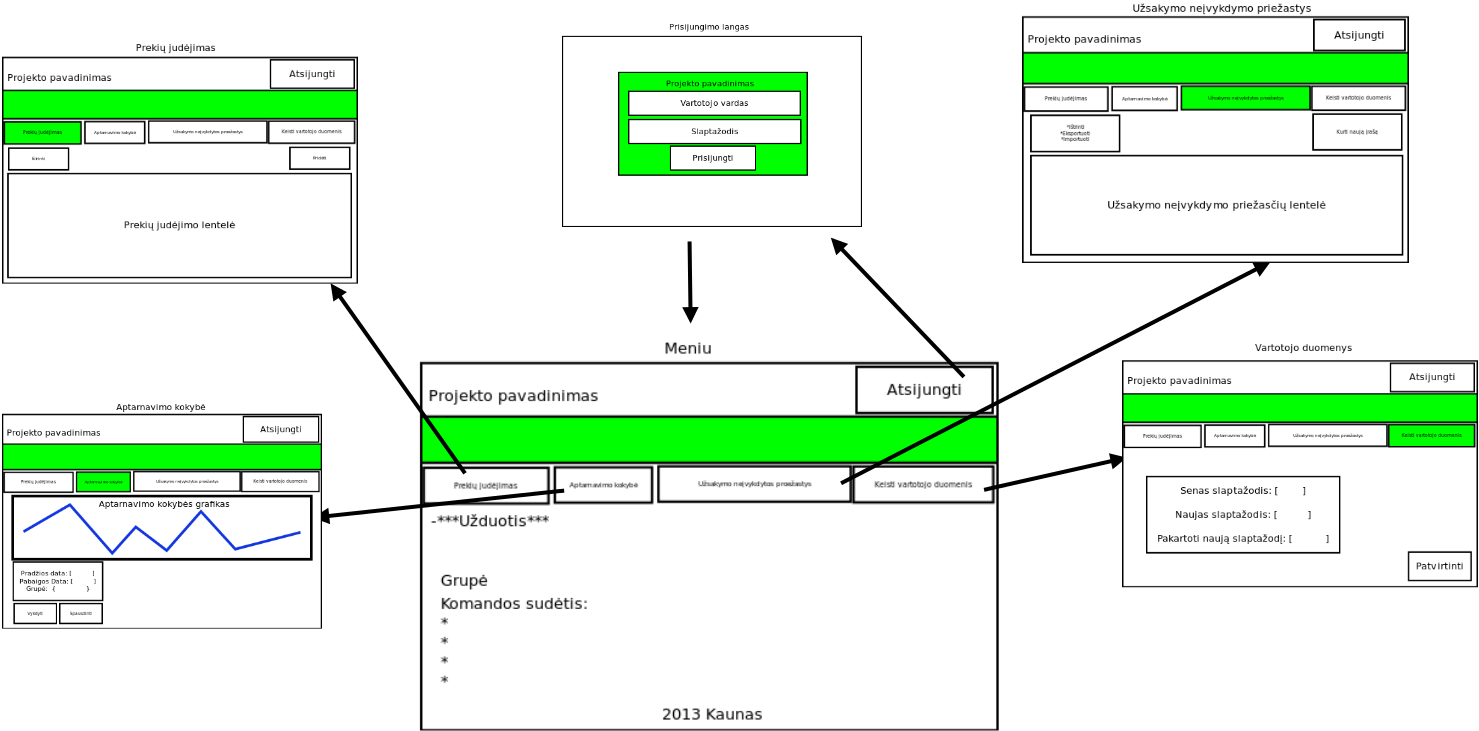 Prekių judėjimas
Projekto pavadinimas
Atsijungti
Prekių judėjimas
Aptarnavimo kokybė
Užsakymo neįvykdytos priežastys
Keisti vartotojo duomenis
Prekių judėjimo lentelė
Prisijungimo langas
Projekto pavadinimas
Vartotojo vardas
Slaptažodis
Prisijungti
Užsakymo neįvykdymo priežastys
Projekto pavadinimas
Atsijungti
Prekių judėjimas
Aptarnavimo kokybė
Užsakymo neįvykdytos priežastys
Keisti vartotojo duomenis
*Ištrinti
*Eksportuoti
*Importuoti
Kurti naują įrašą
Užsakymo neįvykdymo priežasčių lentelė
Aptarnavimo kokybė
Projekto pavadinimas
Atsijungti
Prekių judėjimas
Aptarnavimo kokybė
Užsakymo neįvykdytos priežastys
Keisti vartotojo duomenis
Aptarnavimo kokybės grafikas
Pradžios data: [ ]
Pabaigos Data: [ ]
Grupė: { }
Vykdyti
Spausdinti
Meniu
Projekto pavadinimas
Atsijungti
Prekių judėjimas
Aptarnavimo kokybė
Užsakymo neįvykdytos priežastys
Keisti vartotojo duomenis
-***Užduotis***
Grupė
Komandos sudėtis:
*
*
*
*
2013 Kaunas
Vartotojo duomenys
Projekto pavadinimas
Atsijungti
Prekių judėjimas
Aptarnavimo kokybė
Užsakymo neįvykdytos priežastys
Keisti vartotojo duomenis
Senas slaptažodis: [ ]
Naujas slaptažodis: [ ]
Pakartoti naują slaptažodį: [ ]
Patvirtinti